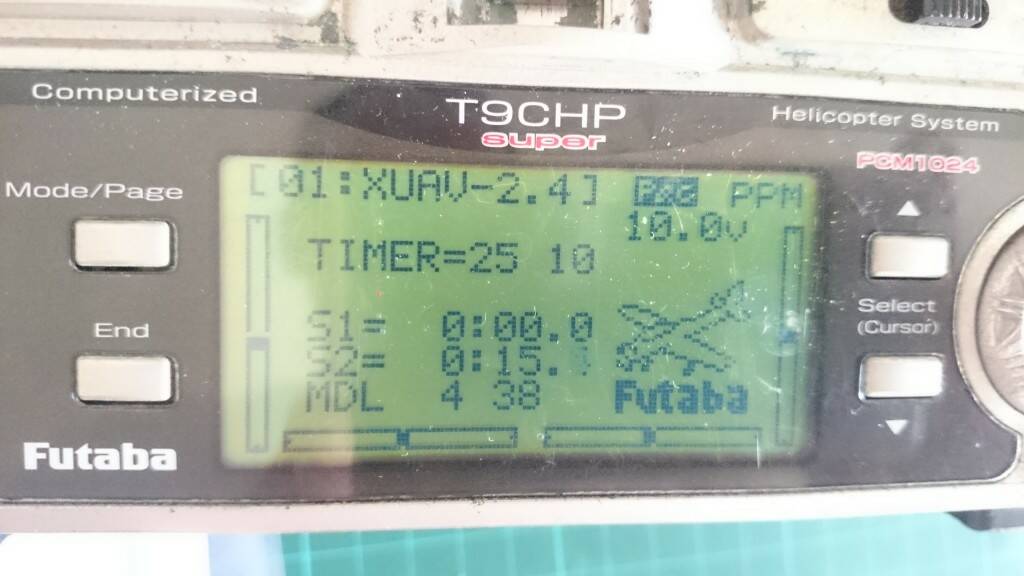 Computerized
T9CHP
super
Helicopter System
PCM1024
Mode/Page
End
Futaba
[01:XUAV-2.4] PPM
10.0v
TIMER=25 10
S1= 0:00.0
S2= 0:15.
MDL 4 38
Futaba
Select
(Cursor)